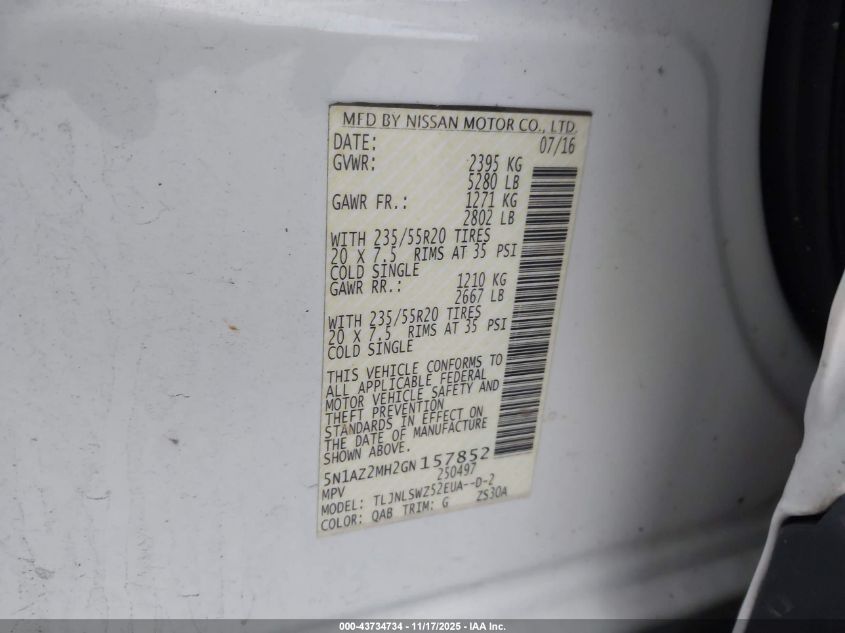 MFD BY NISSAN MOTOR CO., LTD.
DATE: 07/16
GVWR: 2395 KG
5280 LB
GAWR FR.: 1271 KG
2802 LB
WITH 235/55R20 TIRES
20 X 7.5 RIMS AT 35 PSI
COLD SINGLE
GAWR RR.: 1210 KG
2667 LB
WITH 235/55R20 TIRES
20 X 7.5 RIMS AT 35 PSI
COLD SINGLE
THIS VEHICLE CONFORMS TO
ALL APPLICABLE FEDERAL
MOTOR VEHICLE SAFETY AND
THEFT PREVENTION
STANDARDS IN EFFECT ON
THE DATE OF MANUFACTURE
SHOWN ABOVE.
5N1AZ2MH2GN157852
MPV 250497
MODEL: TLJNLSWZ52EUA--D-2
COLOR: QAB TRIM: G ZS30A
000-43734734 - 11/17/2025 - IAA Inc.